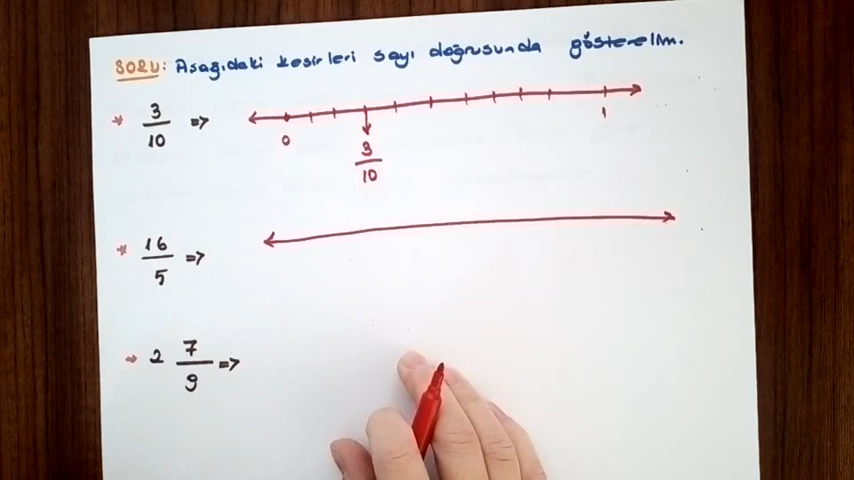 SORU: Aşağıdaki kesirleri sayı doğrusunda gösterelim.
* 3/10 =>
0 1
3/10
* 16/5 =>
* 2 7/9 =>